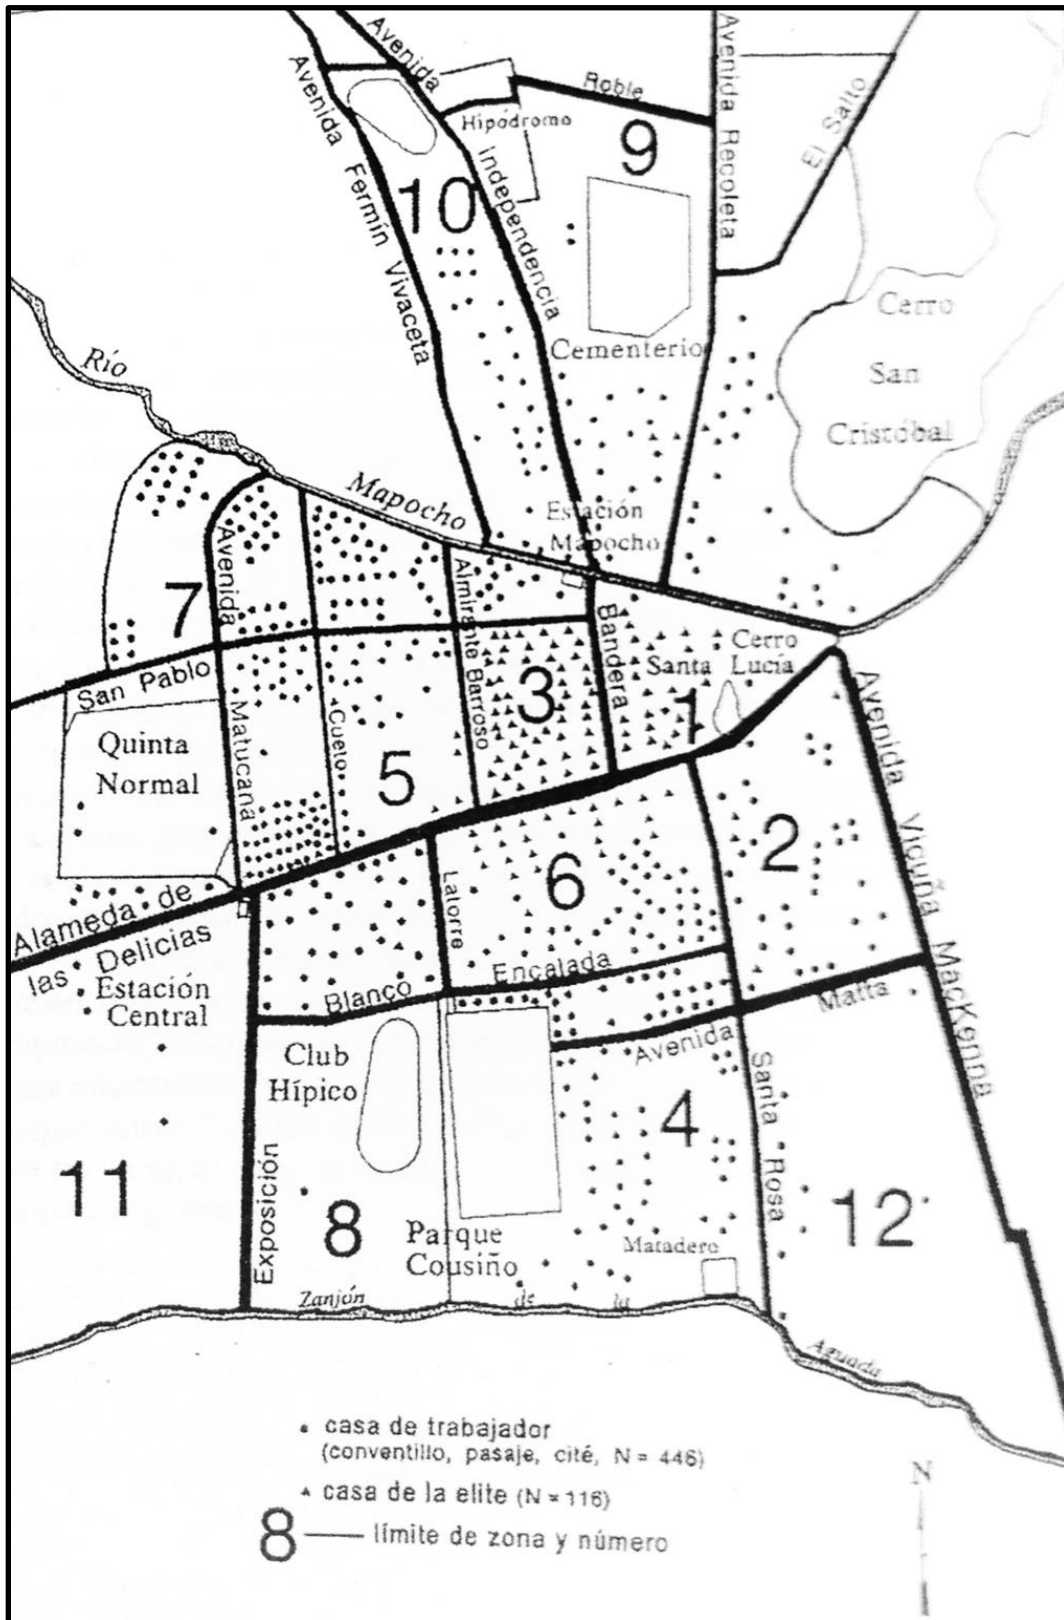 Avenida
Independencia
Avenida Fermín Vivaceta
Roble
Hipódromo
Avenida Recoleta
El Salto
9
10
Cementerio
Cerro
San
Cristóbal
Río
Mapocho
Estación
Mapocho
Avenida
7
Almirante Barroso
Bandera
Cerro
Santa Lucía
San Pablo
3
1
Quinta
Normal
Matucana
Cueto
5
Avenida Vicuña MacKenna
2
6
Latorre
Alameda de
las Delicias
Encalada
Blanco
Estación
Central
Matta
Avenida
Club
Hípico
Santa Rosa
4
11
Exposición
8
12
Parque
Cousiño
Matadero
Zanjón de la Aguada
casa de trabajador
(conventillo, pasaje, cité, N = 446)
casa de la elite (N = 116)
8 límite de zona y número
N